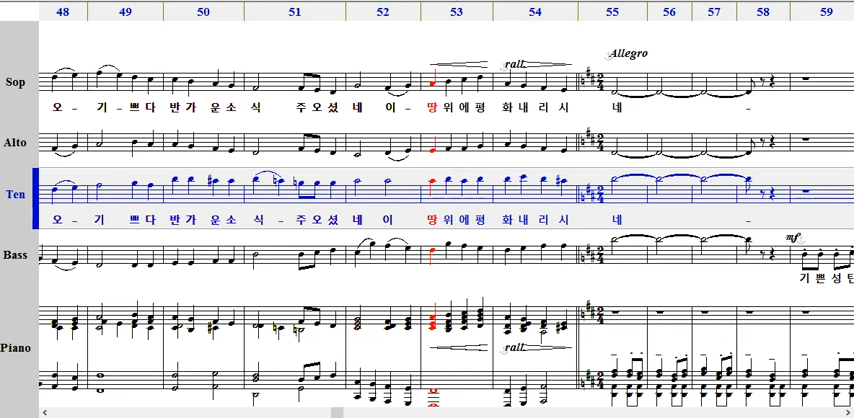 48 49 50 51 52 53 54 55 56 57 58 59
Allegro
rall.
Sop
오 - 기 - 쁘 다 반 가 운 소 식 주 오 셨 네 이 - 땅 위 에 평 화 내 리 시 네 -
Alto
Ten
오 - 기 쁘 다 반 가 운 소 식 - 주 오 셨 네 이 땅 위 에 평 화 내 리 시 네 -
mf
Bass
기 쁜 성 탄
Piano
rall.